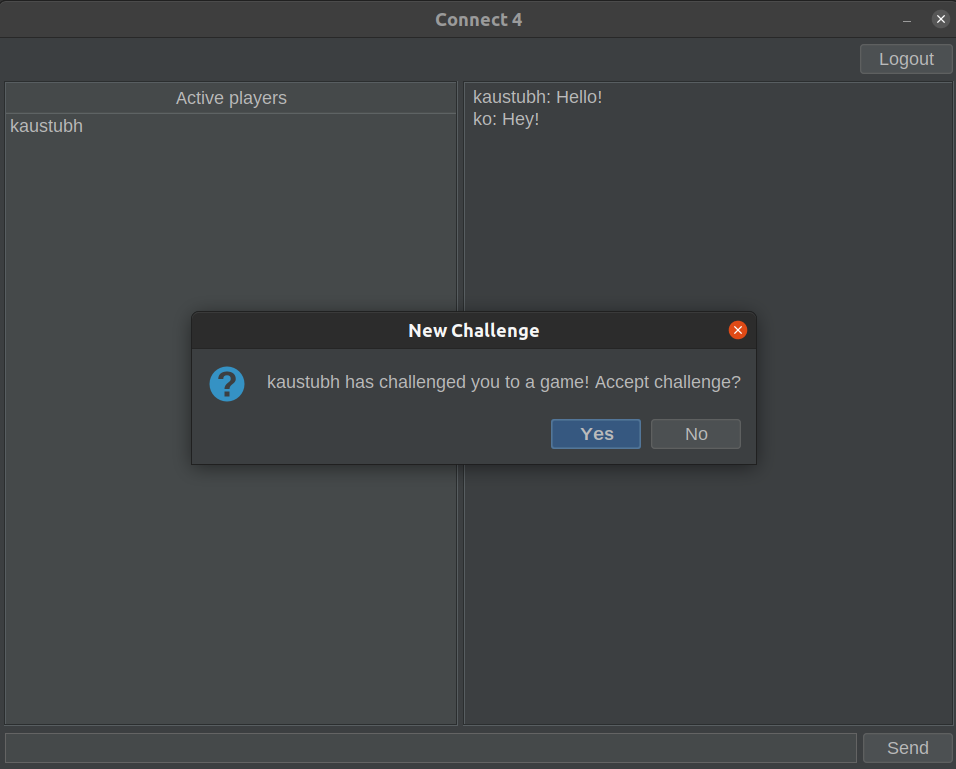 Connect 4
Logout
Active players
kaustubh
kaustubh: Hello!
ko: Hey!
New Challenge
kaustubh has challenged you to a game! Accept challenge?
Yes
No
Send